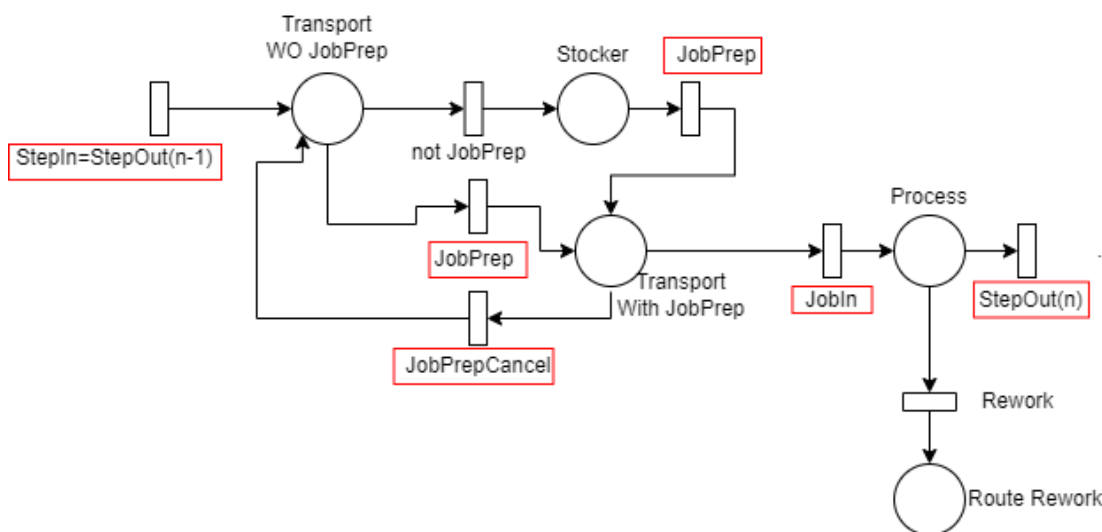 Transport
WO JobPrep
Stocker
JobPrep
StepIn=StepOut(n-1)
not JobPrep
Process
JobPrep
Transport
With JobPrep
JobIn
StepOut(n)
JobPrepCancel
Rework
Route Rework